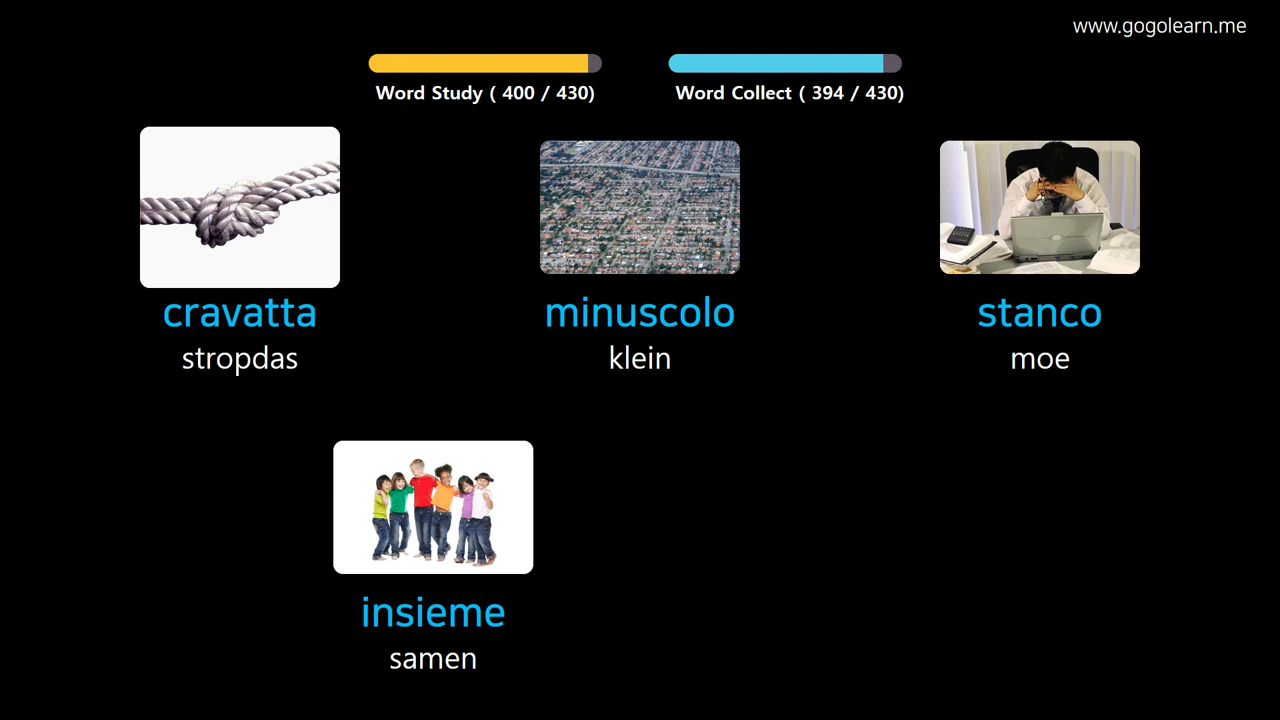 www.gogolearn.me
Word Study ( 400 / 430)
Word Collect ( 394 / 430)
cravatta
stropdas
minuscolo
klein
stanco
moe
insieme
samen